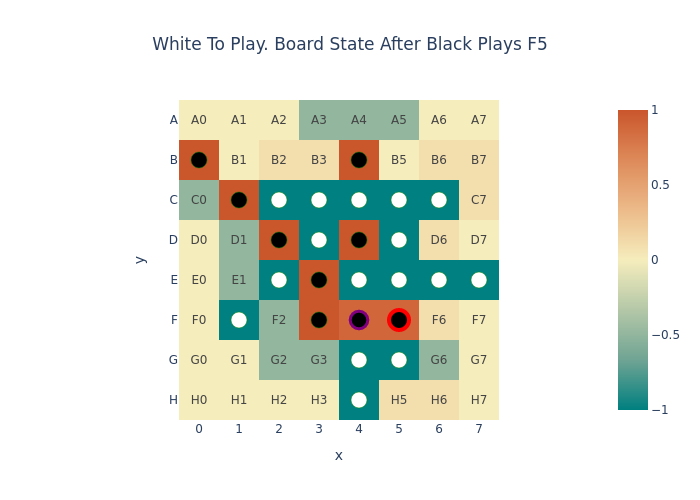 White To Play. Board State After Black Plays F5
A A0 A1 A2 A3 A4 A5 A6 A7
B B1 B2 B3 B5 B6 B7
C C0 C7
D D0 D1 D6 D7
E E0 E1
F F0 F2 F6 F7
G G0 G1 G2 G3 G6 G7
H H0 H1 H2 H3 H5 H6 H7
0 1 2 3 4 5 6 7
x
y
1
0.5
0
−0.5
−1